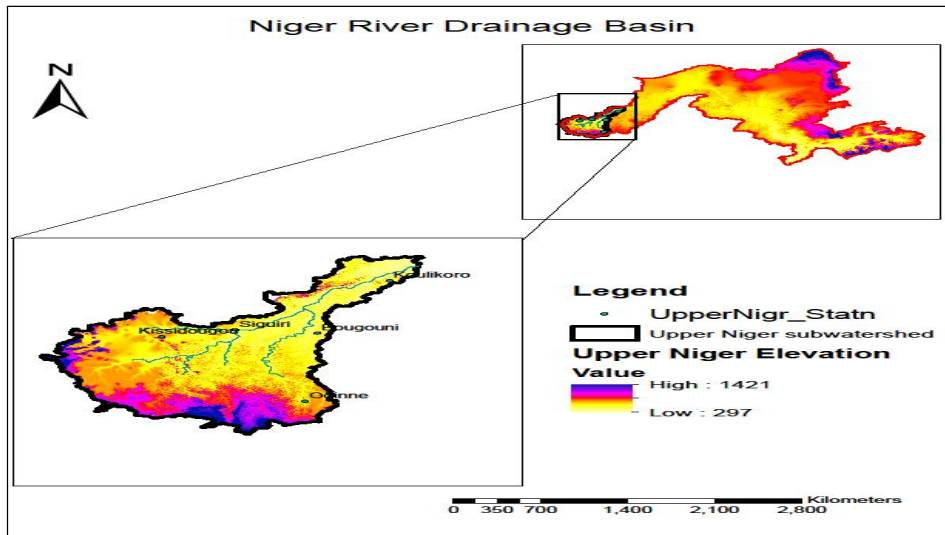 Niger River Drainage Basin
N
Koulikoro
Siguiri
Kissidougou
Bougouni
Odinne
Legend
UpperNigr_Statn
Upper Niger subwatershed
Upper Niger Elevation
Value
High : 1421
Low : 297
Kilometers
0 350 700 1,400 2,100 2,800